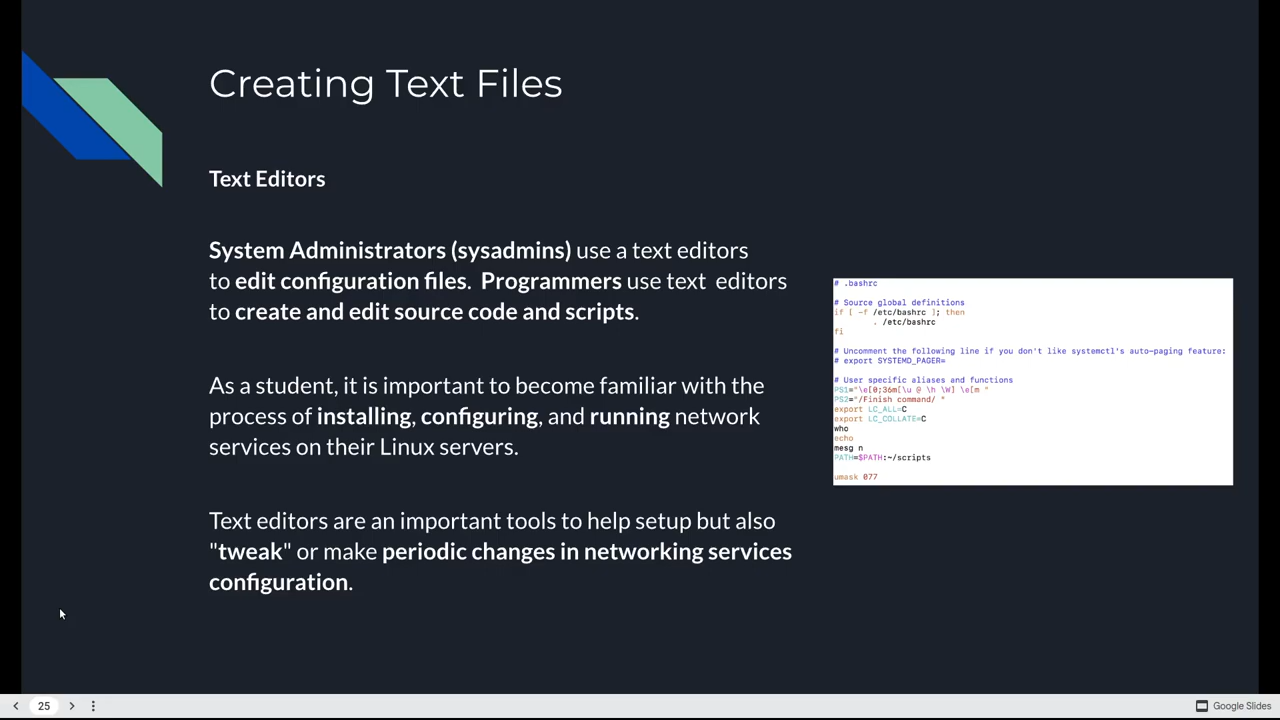 Creating Text Files
Text Editors
System Administrators (sysadmins) use a text editors
to edit configuration files.  Programmers use text  editors
to create and edit source code and scripts.
As a student, it is important to become familiar with the
process of installing, configuring, and running network
services on their Linux servers.
Text editors are an important tools to help setup but also
"tweak" or make periodic changes in networking services
configuration.
# .bashrc
# Source global definitions
if [ -f /etc/bashrc ]; then
. /etc/bashrc
fi
# Uncomment the following line if you don't like systemctl's auto-paging feature:
# export SYSTEMD_PAGER=
# User specific aliases and functions
PS1="\e[0;36m[\u @ \h \W] \e[m "
PS2="/Finish command/ "
export LC_ALL=C
export LC_COLLATE=C
who
echo
mesg n
PATH=$PATH:~/scripts
umask 077
25
Google Slides